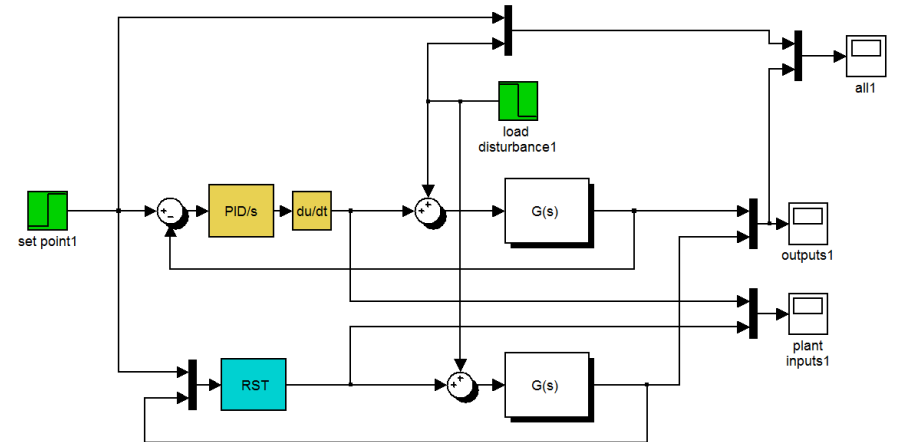 all1
load
disturbance1
+
+
set point1
+
−
PID/s
du/dt
G(s)
outputs1
plant
inputs1
RST
+
+
G(s)